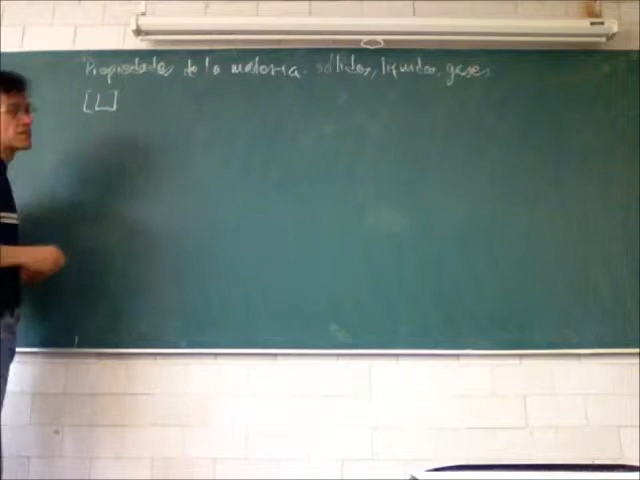 Propiedades de la materia. sólidos, líquidos, gases.
[L]